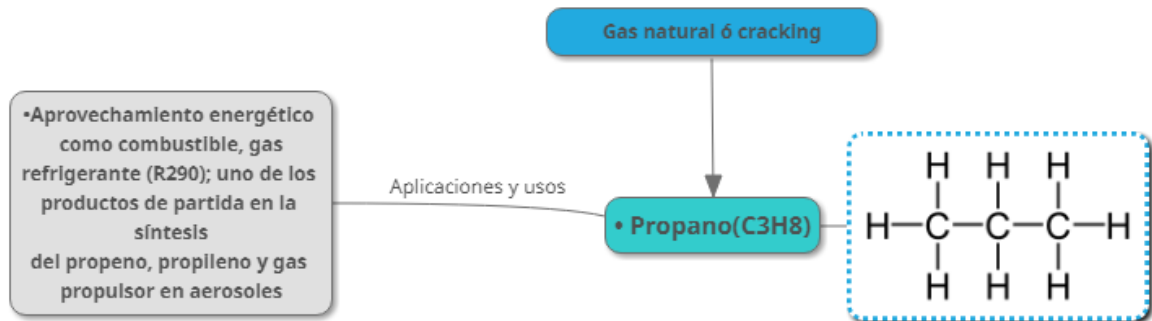 Gas natural ó cracking
•Aprovechamiento energético
como combustible, gas
refrigerante (R290); uno de los
productos de partida en la
síntesis
del propeno, propileno y gas
propulsor en aerosoles
Aplicaciones y usos
• Propano(C3H8)
H H H
H—C—C—C—H
H H H